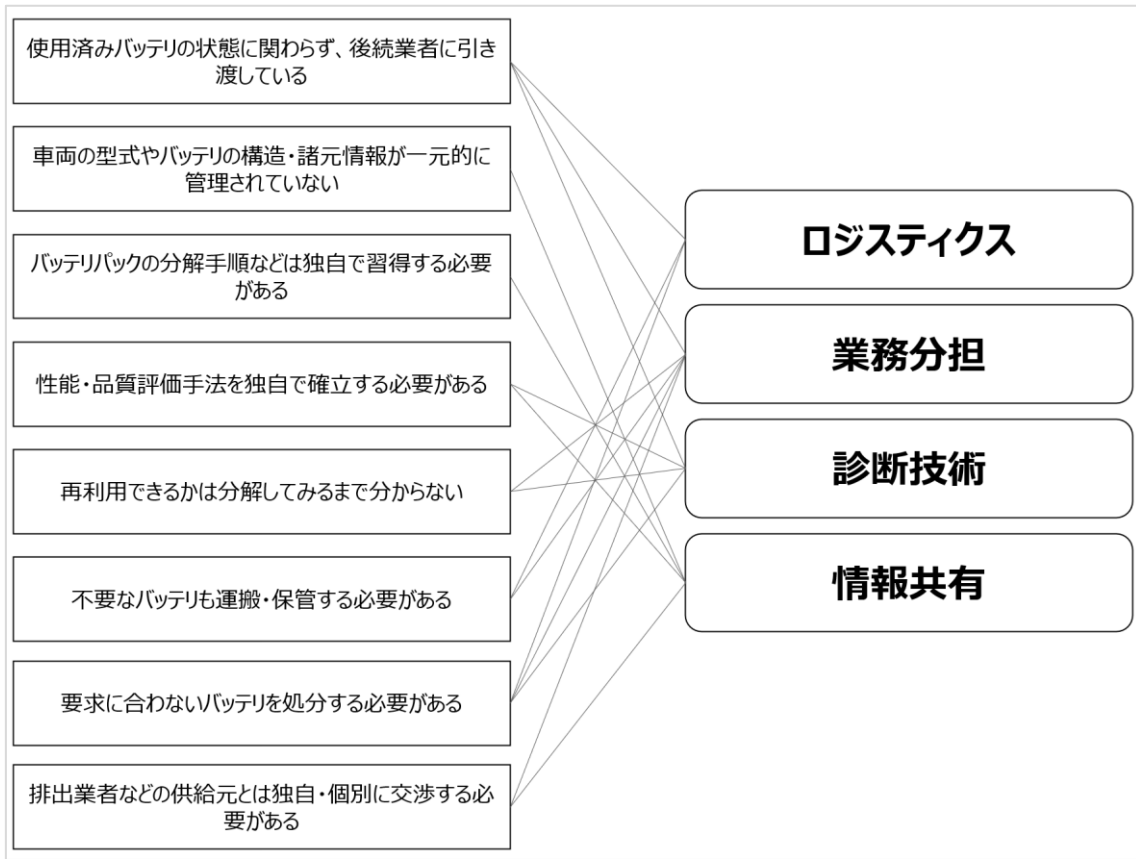 使用済みバッテリの状態に関わらず、後続業者に引き
渡している
車両の型式やバッテリの構造・諸元情報が一元的に
管理されていない
バッテリパックの分解手順などは独自で習得する必要
がある
性能・品質評価手法を独自で確立する必要がある
再利用できるかは分解してみるまで分からない
不要なバッテリも運搬・保管する必要がある
要求に合わないバッテリを処分する必要がある
排出業者などの供給元とは独自・個別に交渉する必
要がある
ロジスティクス
業務分担
診断技術
情報共有